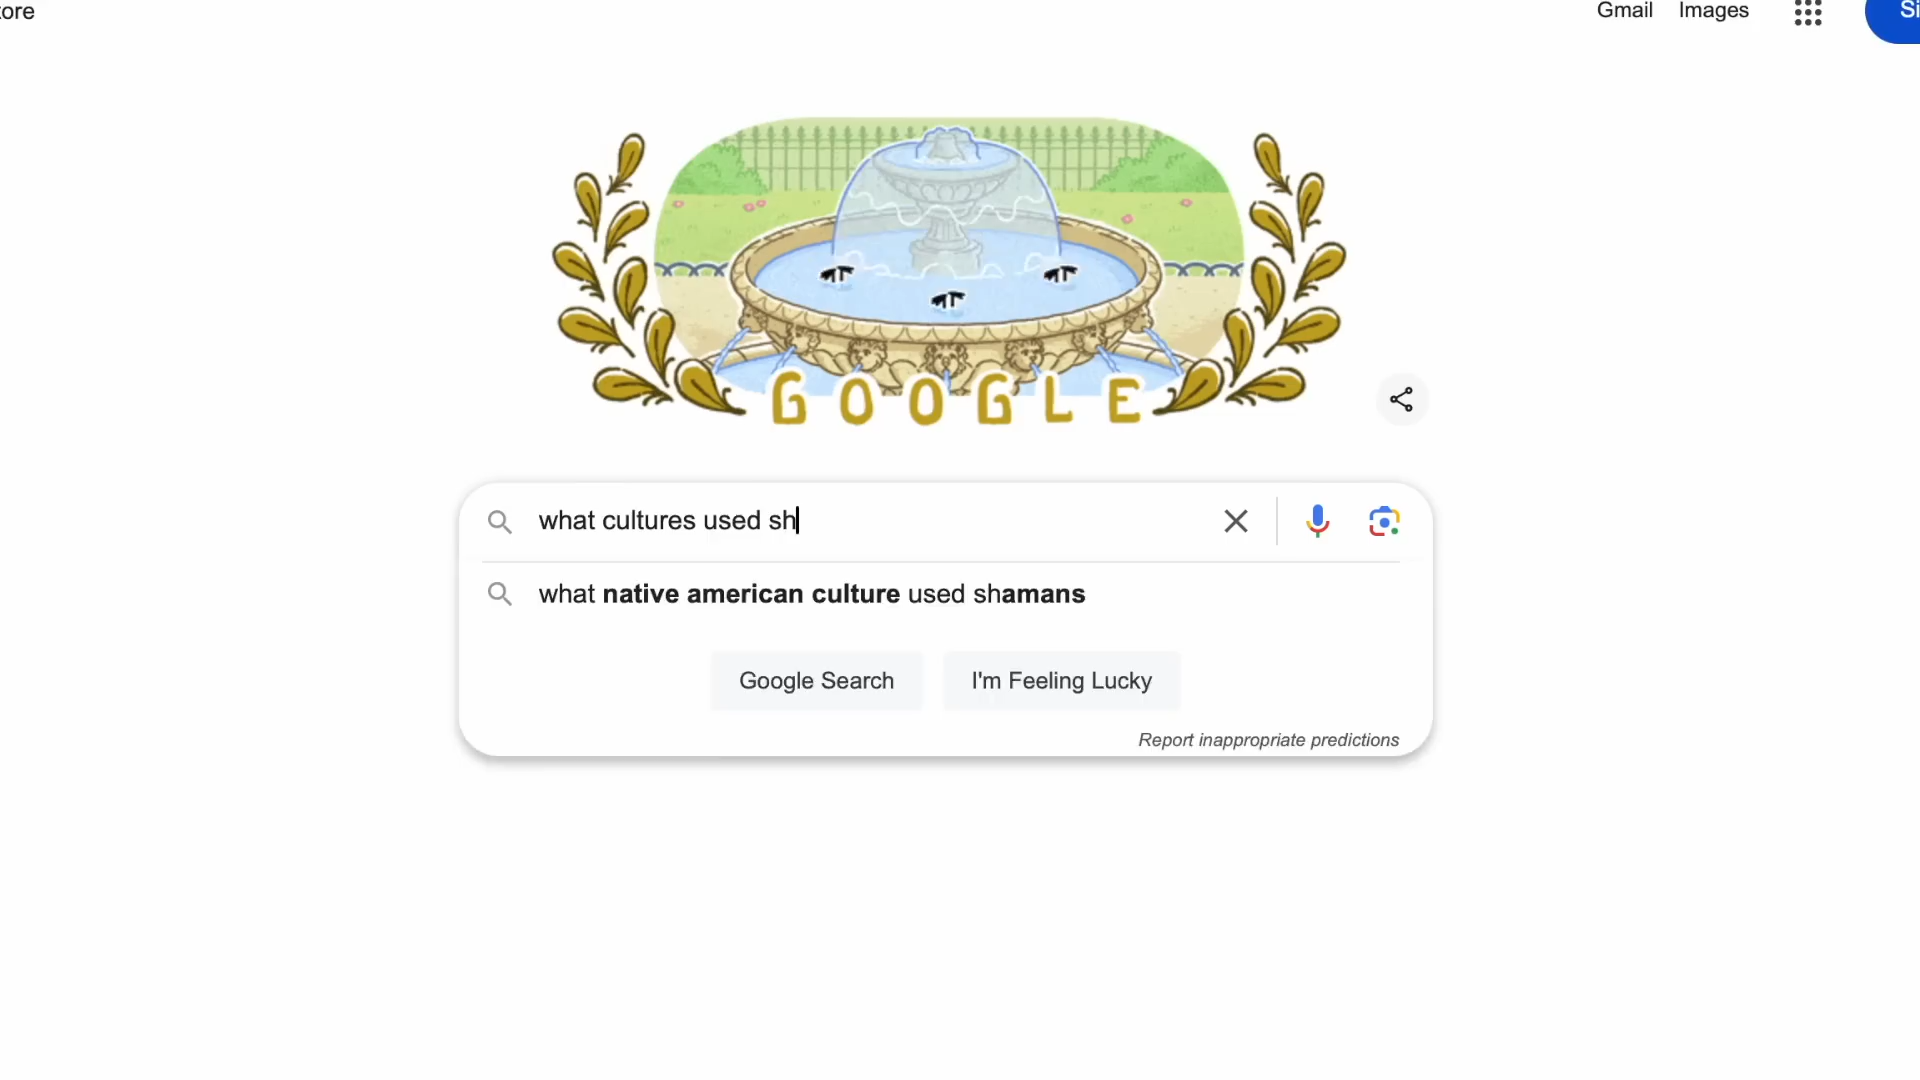 ore
Gmail Images
Si
GOOGLE
what cultures used sh
what native american culture used shamans
Google Search I'm Feeling Lucky
Report inappropriate predictions